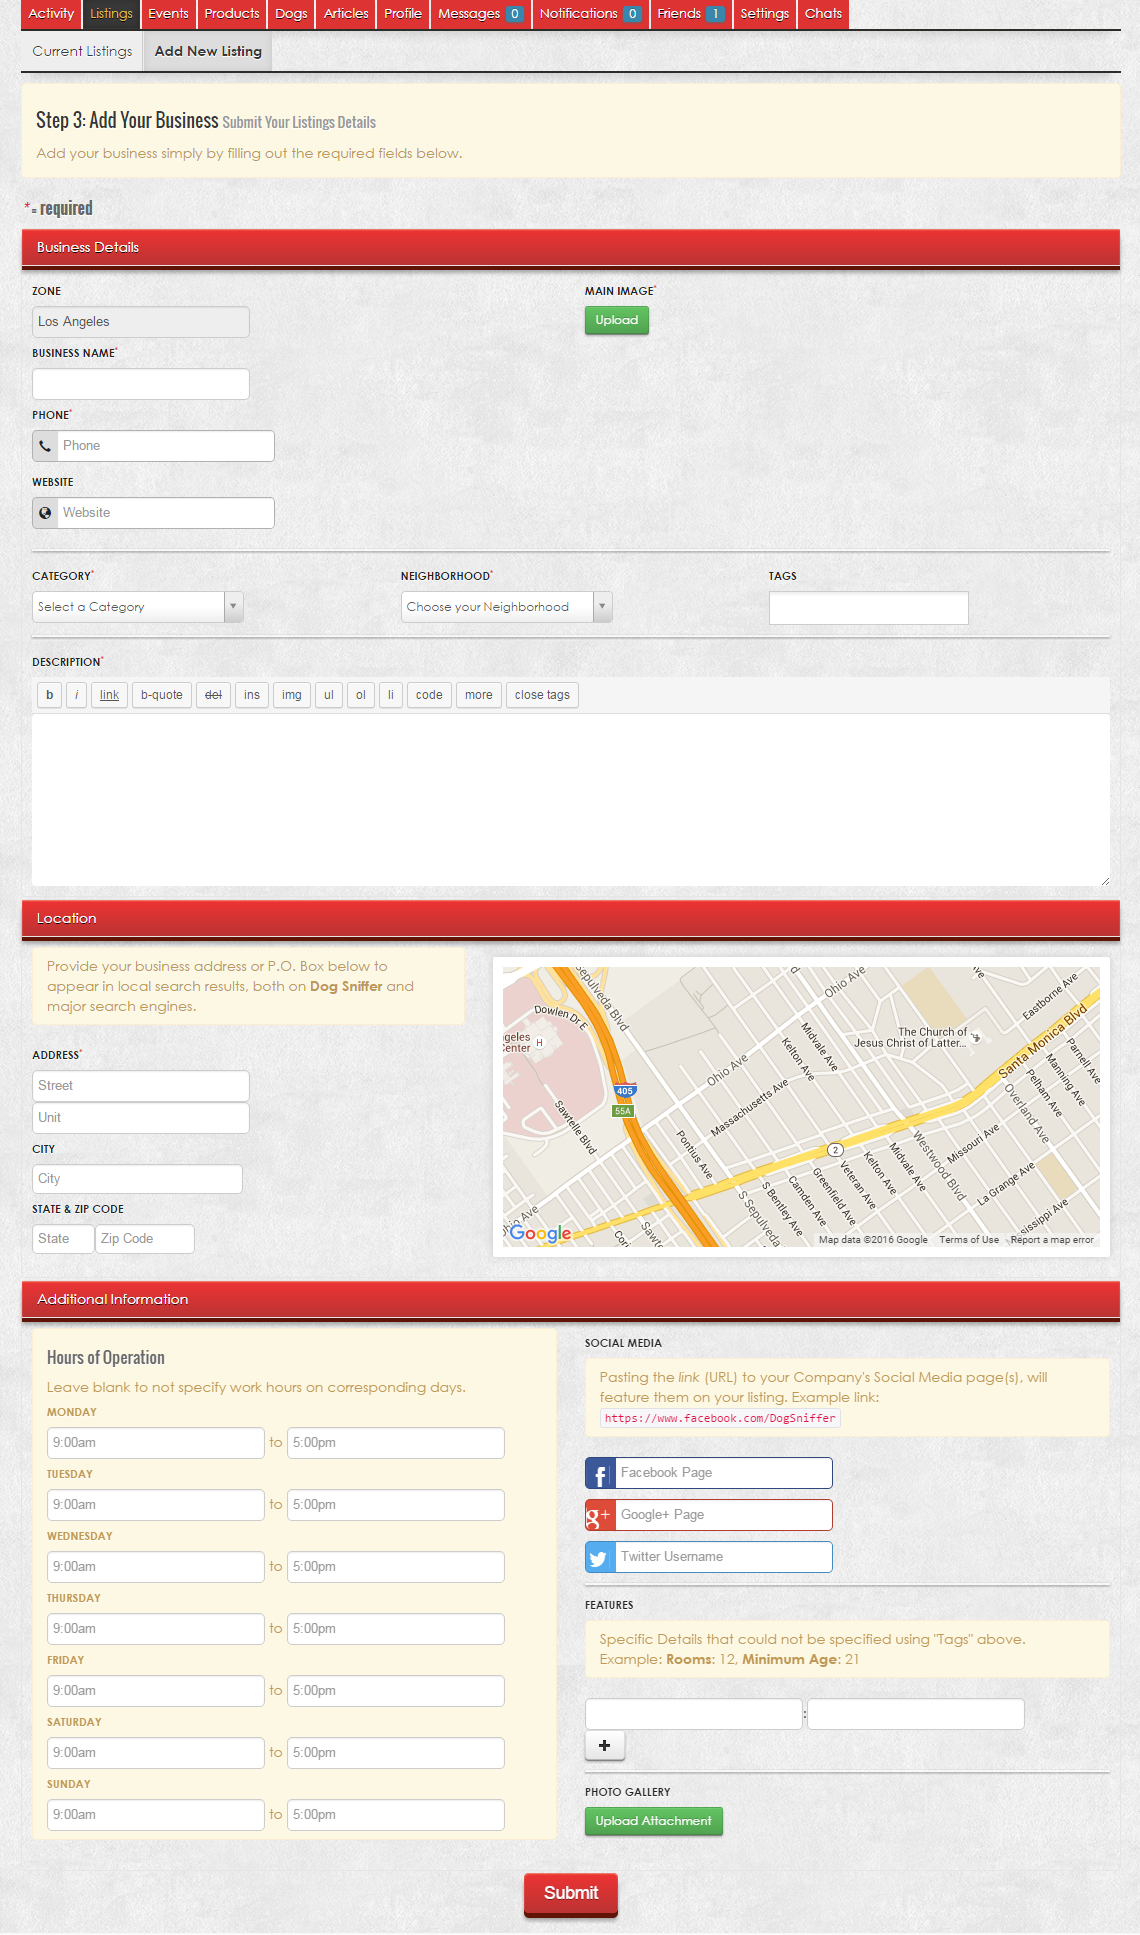 Activity Listings Events Products Dogs Articles Profile Messages 0 Notifications 0 Friends 1 Settings Chats
Current Listings Add New Listing
Step 3: Add Your Business Submit Your Listings Details
Add your business simply by filling out the required fields below.
*= required
Business Details
ZONE
Los Angeles
BUSINESS NAME*
PHONE*
Phone
WEBSITE
Website
MAIN IMAGE*
Upload
CATEGORY*
Select a Category
NEIGHBORHOOD*
Choose your Neighborhood
TAGS
DESCRIPTION*
b i link b-quote del ins img ul ol li code more close tags
Location
Provide your business address or P.O. Box below to
appear in local search results, both on Dog Sniffer and
major search engines.
ADDRESS*
Street
Unit
CITY
City
STATE & ZIP CODE
State Zip Code
Sepulveda Blvd
Dowlen Dr E
geles
Center
H
Ohio Ave
Eastborne Ave
The Church of
Jesus Christ of Latter...
Santa Monica Blvd
Midvale Ave
Kelton Ave
Ohio Ave
Parnell Ave
Manning Ave
Pelham Ave
Overland Ave
405
55A
Massachusetts Ave
Sawtelle Blvd
Pontius Ave
2
Westwood Blvd
Missouri Ave
Midvale Ave
Kelton Ave
Veteran Ave
Greenfield Ave
Camden Ave
S Bentley Ave
S Sepulveda
La Grange Ave
ssissippi Ave
hio Ave
Sawte
Cori
Google
Map data ©2016 Google Terms of Use Report a map error
Additional Information
Hours of Operation
Leave blank to not specify work hours on corresponding days.
MONDAY
9:00am to 5:00pm
TUESDAY
9:00am to 5:00pm
WEDNESDAY
9:00am to 5:00pm
THURSDAY
9:00am to 5:00pm
FRIDAY
9:00am to 5:00pm
SATURDAY
9:00am to 5:00pm
SUNDAY
9:00am to 5:00pm
SOCIAL MEDIA
Pasting the link (URL) to your Company's Social Media page(s), will
feature them on your listing. Example link:
https://www.facebook.com/DogSniffer
f Facebook Page
g+ Google+ Page
Twitter Username
FEATURES
Specific Details that could not be specified using "Tags" above.
Example: Rooms: 12, Minimum Age: 21
:
+
PHOTO GALLERY
Upload Attachment
Submit